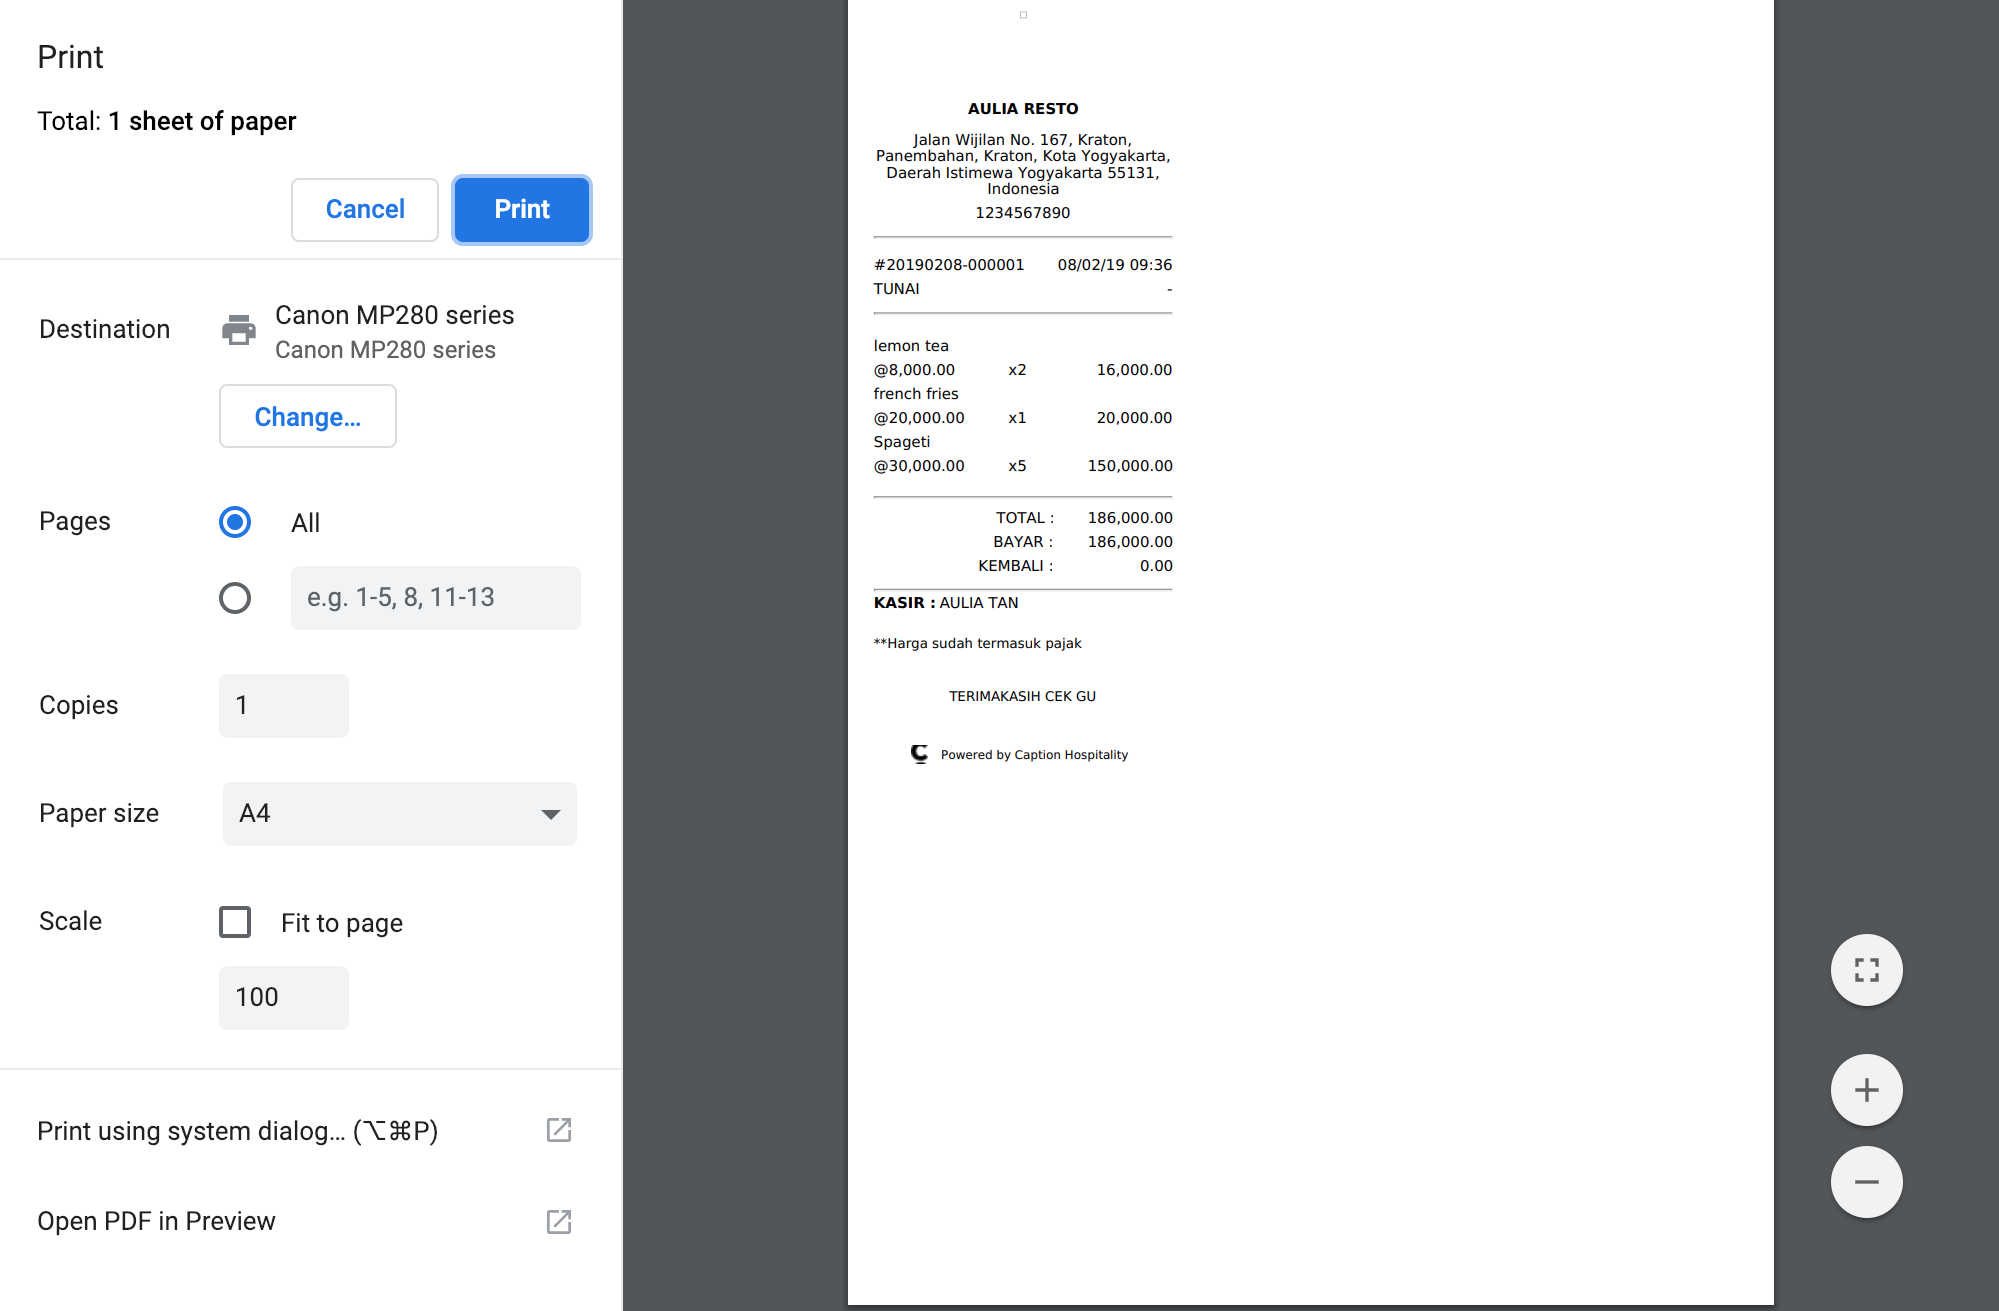 Print
Total: 1 sheet of paper
Cancel
Print
Destination
Canon MP280 series
Canon MP280 series
Change...
Pages
All
e.g. 1-5, 8, 11-13
Copies
1
Paper size
A4
Scale
Fit to page
100
Print using system dialog... (⌥⌘P)
Open PDF in Preview
AULIA RESTO
Jalan Wijilan No. 167, Kraton,
Panembahan, Kraton, Kota Yogyakarta,
Daerah Istimewa Yogyakarta 55131,
Indonesia
1234567890
#20190208-000001 08/02/19 09:36
TUNAI -
lemon tea
@8,000.00 x2 16,000.00
french fries
@20,000.00 x1 20,000.00
Spageti
@30,000.00 x5 150,000.00
TOTAL : 186,000.00
BAYAR : 186,000.00
KEMBALI : 0.00
KASIR : AULIA TAN
**Harga sudah termasuk pajak
TERIMAKASIH CEK GU
Powered by Caption Hospitality